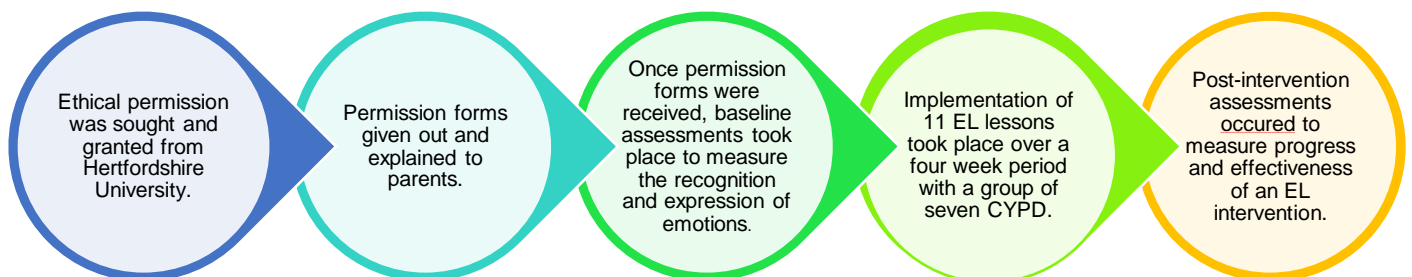 Ethical permission
was sought and
granted from
Hertfordshire
University.
Permission forms
given out and
explained to
parents.
Once permission
forms were
received, baseline
assessments took
place to measure
the recognition
and expression of
emotions.
Implementation of
11 EL lessons
took place over a
four week period
with a group of
seven CYPD.
Post-intervention
assessments
occured to
measure progress
and effectiveness
of an EL
intervention.